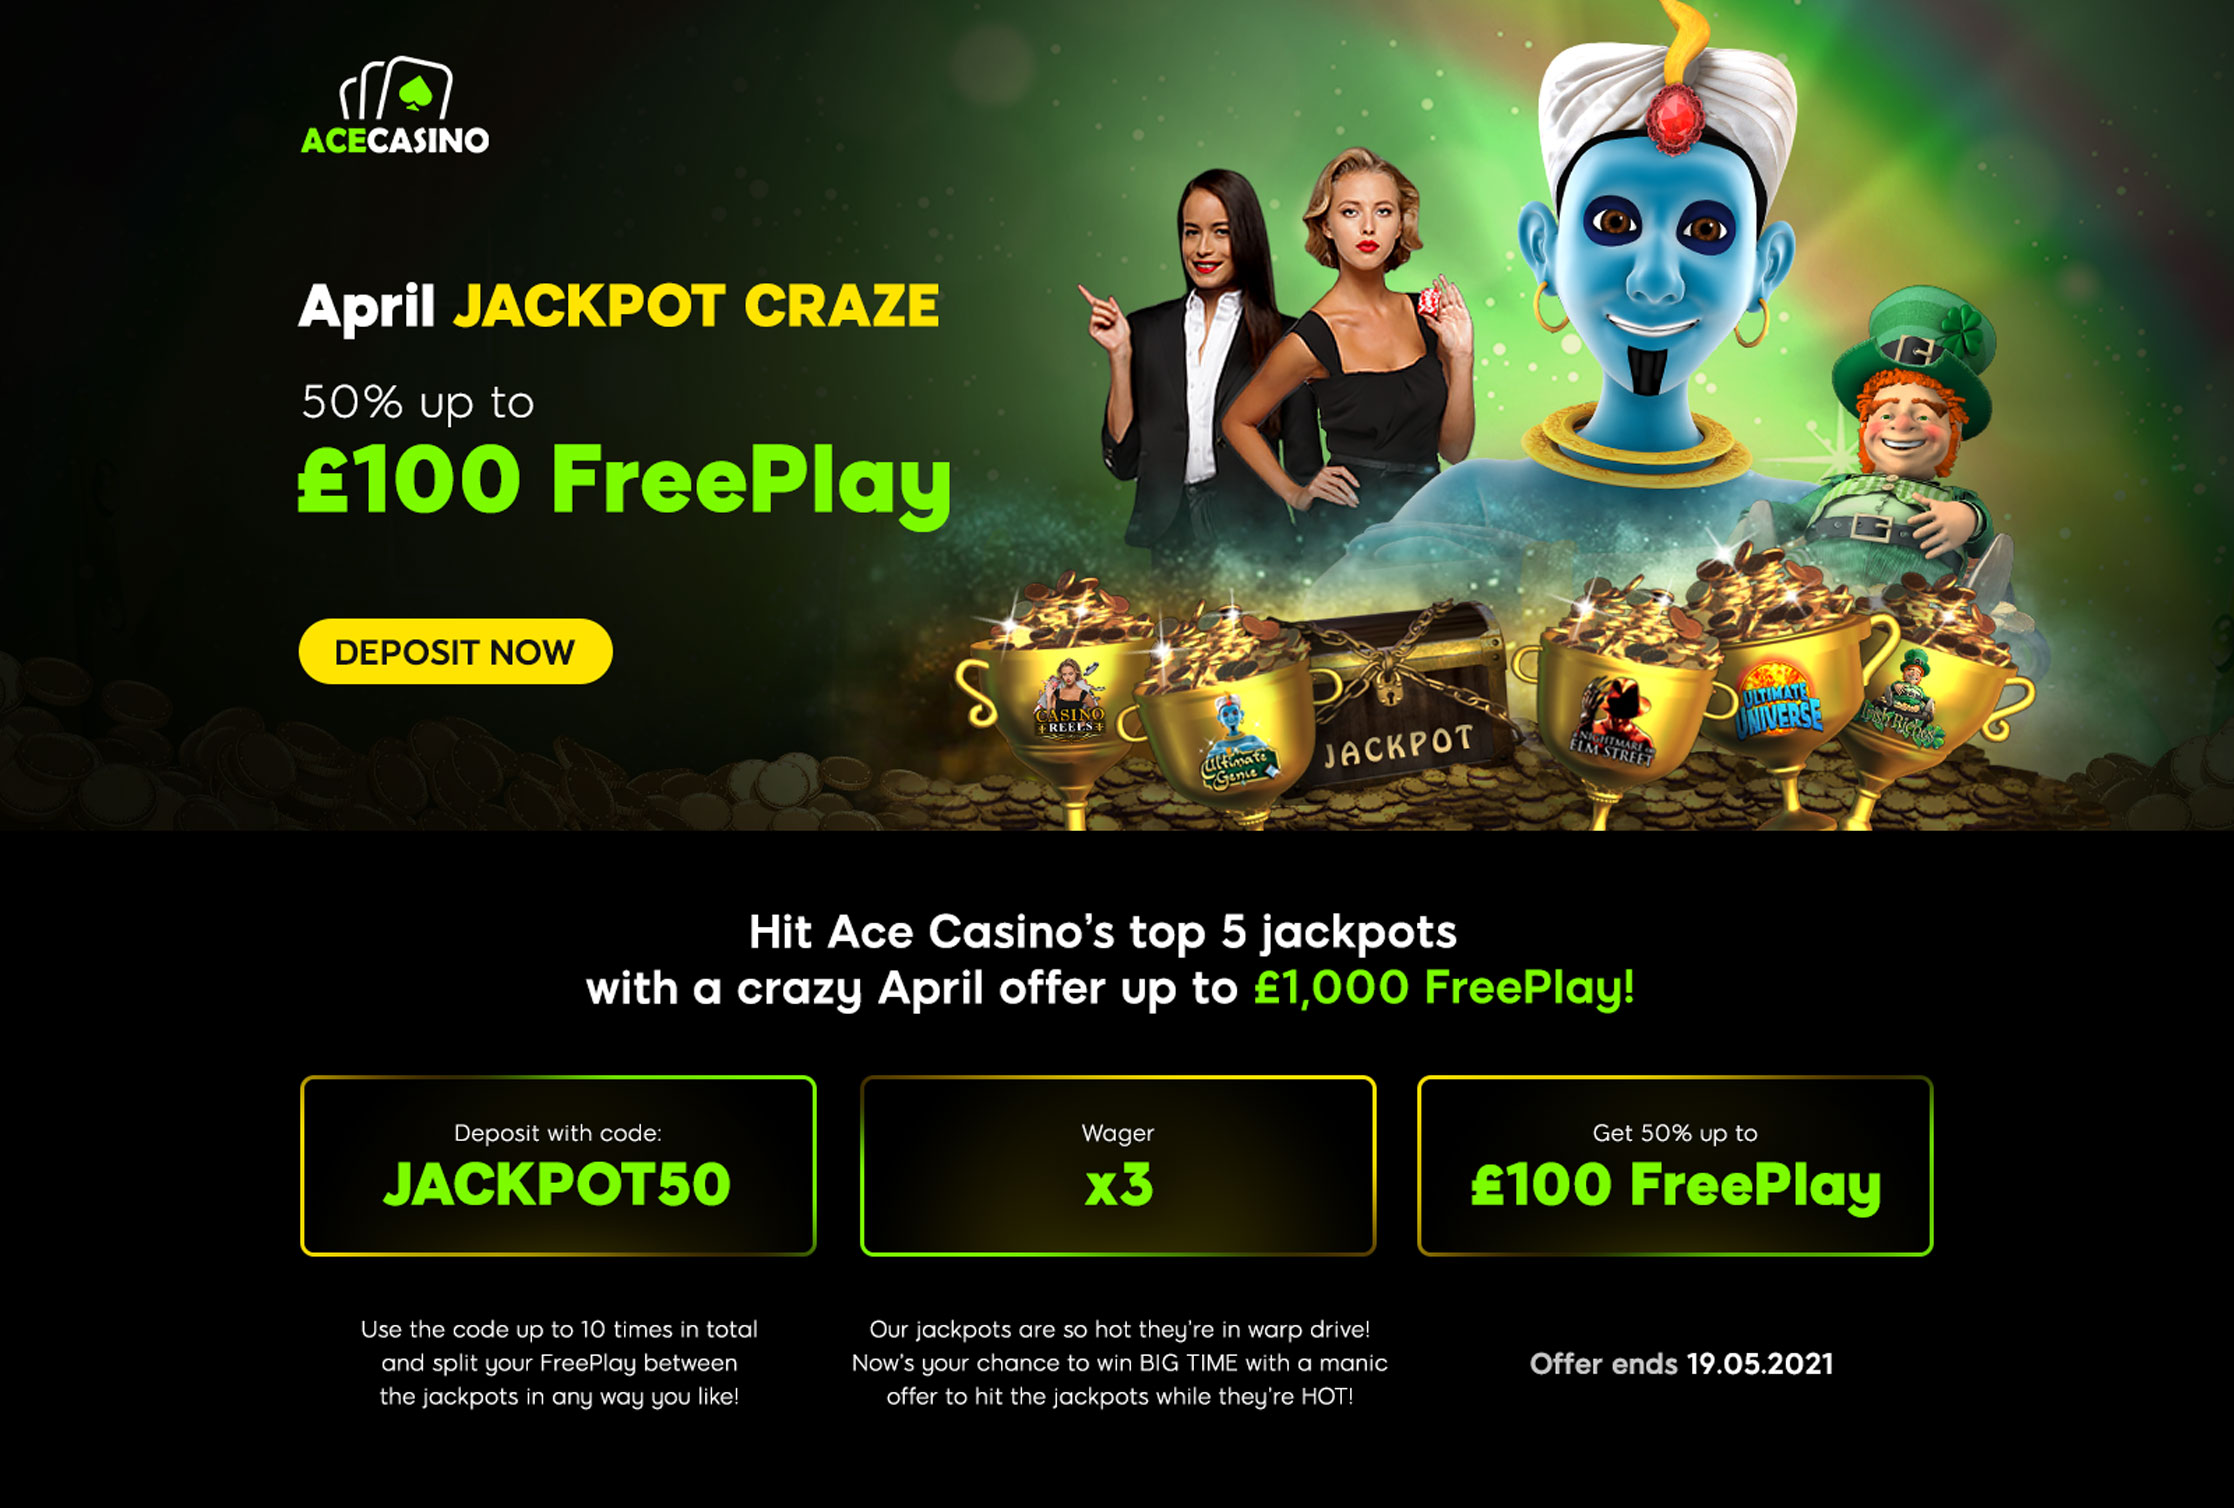 ACECASINO
April JACKPOT CRAZE
50% up to
£100 FreePlay
DEPOSIT NOW
CASINO
REELS
Ultimate
Genie
JACKPOT
NIGHTMARE ON
ELM STREET
ULTIMATE
UNIVERSE
Irish Riches
Hit Ace Casino's top 5 jackpots
with a crazy April offer up to £1,000 FreePlay!
Deposit with code:
JACKPOT50
Wager
x3
Get 50% up to
£100 FreePlay
Use the code up to 10 times in total
and split your FreePlay between
the jackpots in any way you like!
Our jackpots are so hot they're in warp drive!
Now's your chance to win BIG TIME with a manic
offer to hit the jackpots while they're HOT!
Offer ends 19.05.2021